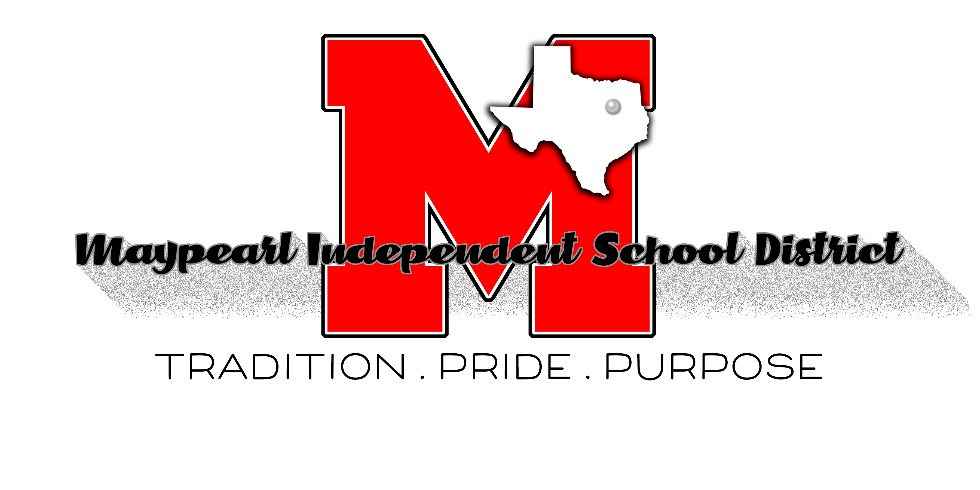 M
Maypearl Independent School District
TRADITION . PRIDE . PURPOSE